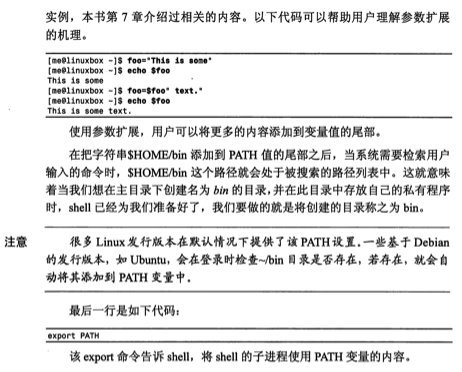 实例，本书第 7 章介绍过相关的内容。以下代码可以帮助用户理解参数扩展
的机理。
[me@linuxbox ~]$ foo="This is some"
[me@linuxbox ~]$ echo $foo
This is some
[me@linuxbox ~]$ foo=$foo" text."
[me@linuxbox ~]$ echo $foo
This is some text.
使用参数扩展，用户可以将更多的内容添加到变量值的尾部。
在把字符串$HOME/bin 添加到 PATH 值的尾部之后，当系统需要检索用户
输入的命令时，$HOME/bin 这个路径就会处于被搜索的路径列表中。这就意味
着当我们想在主目录下创建名为 bin 的目录，并在此目录中存放自己的私有程序
时，shell 已经为我们准备好了，我们要做的就是将创建的目录称之为 bin。
注意 很多 Linux 发行版本在默认情况下提供了该 PATH 设置。一些基于 Debian
的发行版本，如 Ubuntu，会在登录时检查~/bin 目录是否存在，若存在，就会自
动将其添加到 PATH 变量中。
最后一行是如下代码：
export PATH
该 export 命令告诉 shell，将 shell 的子进程使用 PATH 变量的内容。